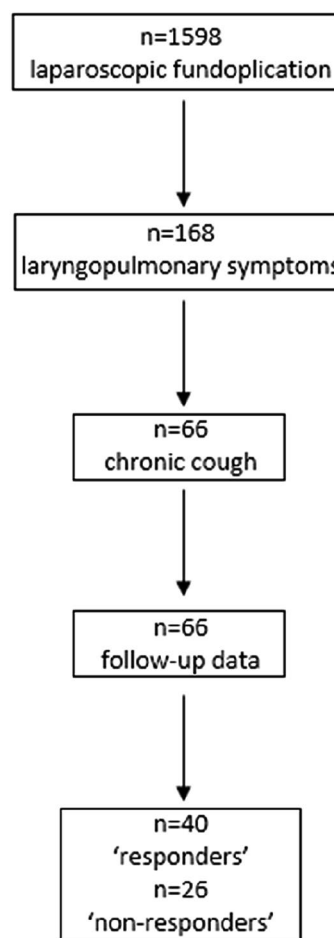 n=1598
laparoscopic fundoplication
n=168
laryngopulmonary symptoms
n=66
chronic cough
n=66
follow-up data
n=40
‘responders’
n=26
‘non-responders’